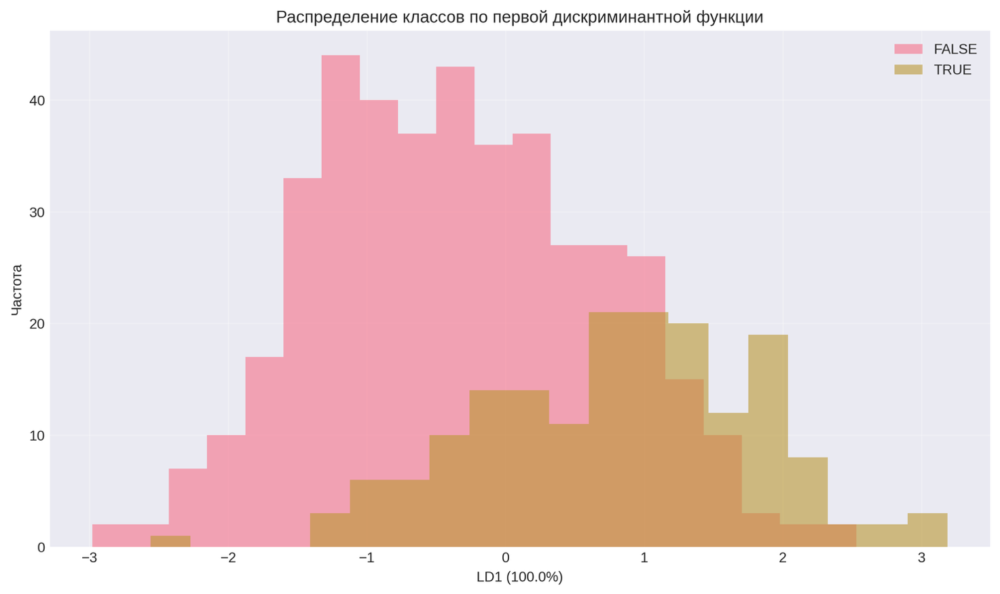 Распределение классов по первой дискриминантной функции
FALSE
TRUE
Частота
40
30
20
10
0
−3 −2 −1 0 1 2 3
LD1 (100.0%)